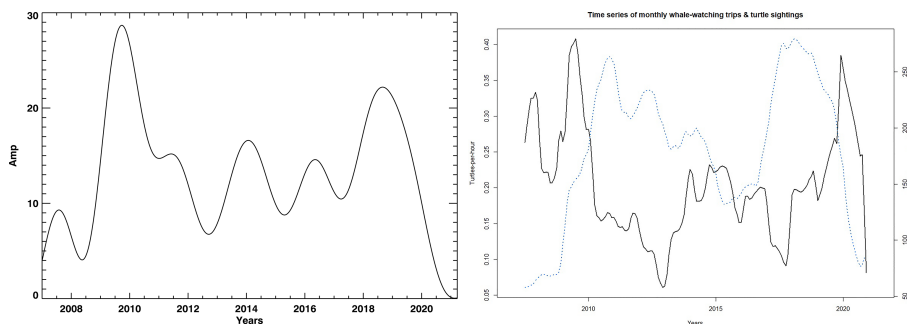 Amp
30
20
10
0
2008 2010 2012 2014 2016 2018 2020
Years
Time series of monthly whale-watching trips & turtle sightings
Turtles-per-hour
0.40
0.35
0.30
0.25
0.20
0.15
0.10
0.05
2010 2015 2020
Years
250
200
150
100
50